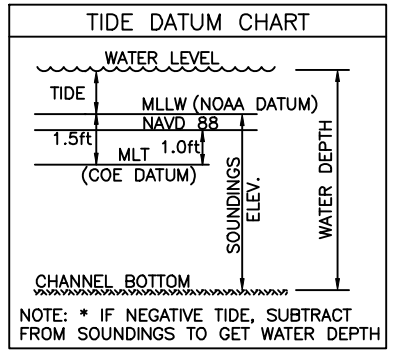 TIDE DATUM CHART
WATER LEVEL
TIDE
MLLW (NOAA DATUM)
NAVD 88
1.5ft
MLT
1.0ft
(COE DATUM)
SOUNDINGS
ELEV.
WATER DEPTH
CHANNEL BOTTOM
NOTE: * IF NEGATIVE TIDE, SUBTRACT
FROM SOUNDINGS TO GET WATER DEPTH